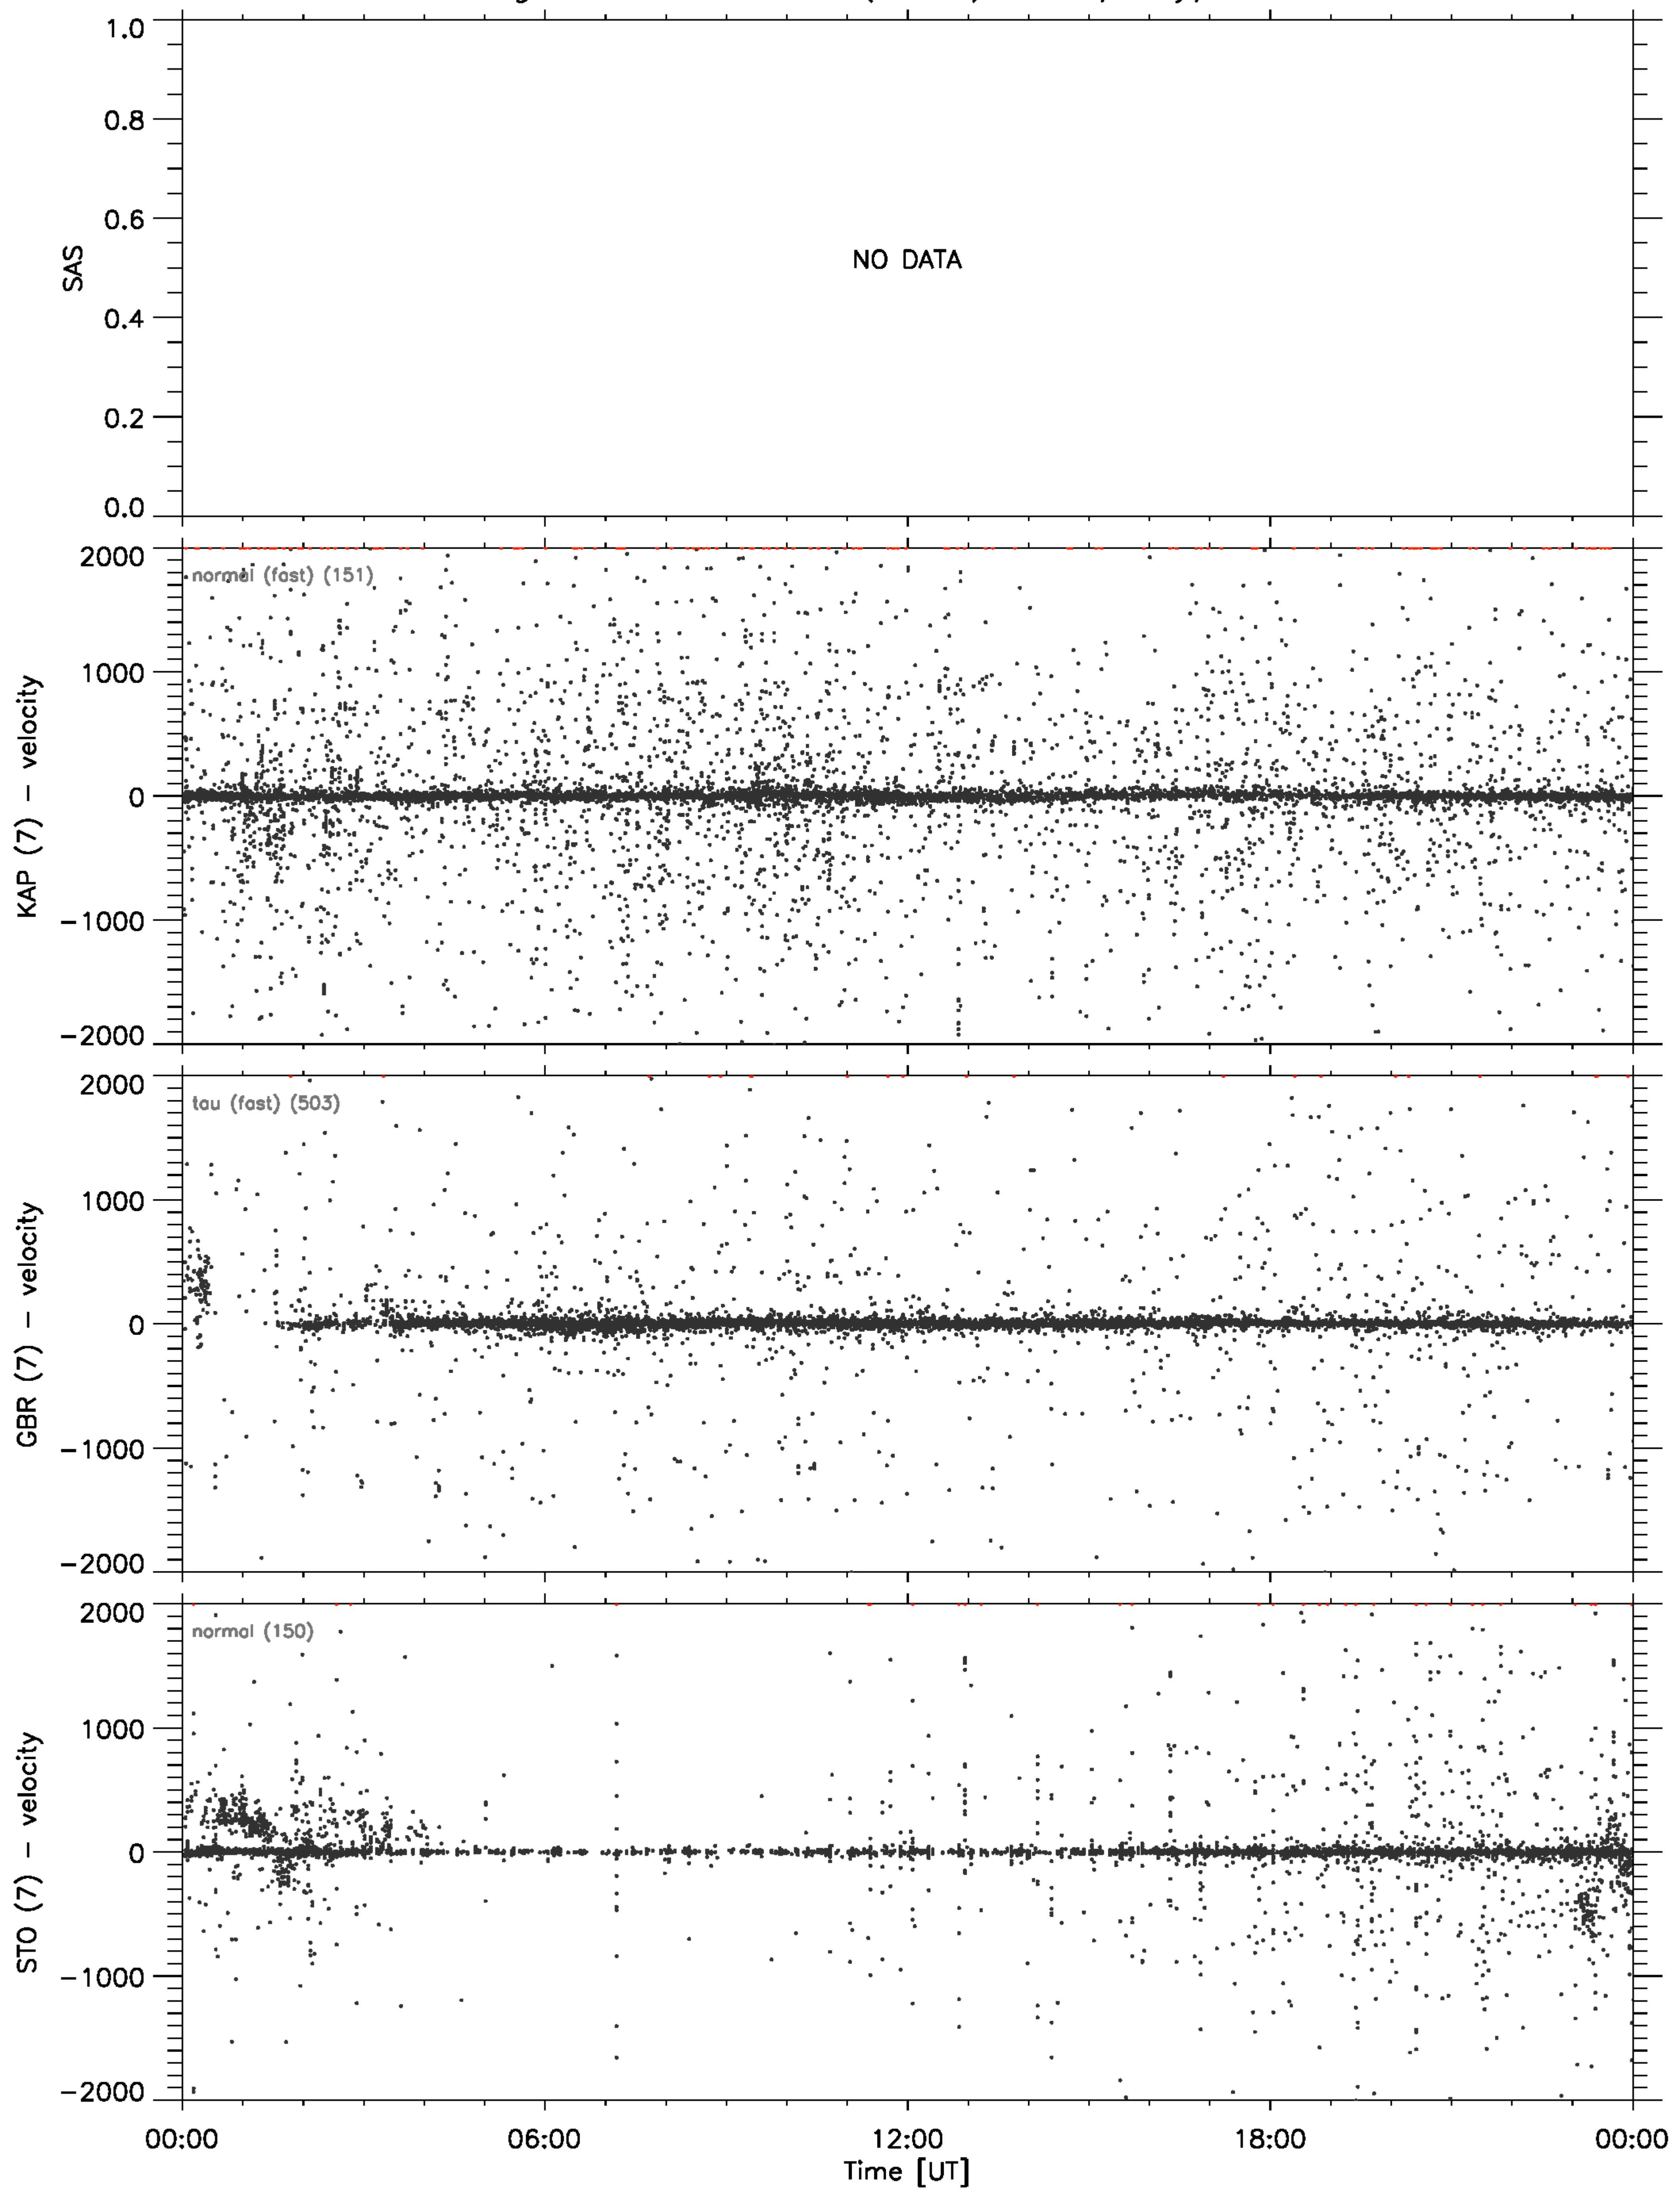 1.0
0.8
0.6
0.4
0.2
0.0
SAS
NO DATA
2000
1000
0
−1000
−2000
KAP (7) − velocity
normal (fast) (151)
2000
1000
0
−1000
−2000
GBR (7) − velocity
tau (fast) (503)
2000
1000
0
−1000
−2000
STO (7) − velocity
normal (150)
00:00 06:00 12:00 18:00 00:00
Time [UT]